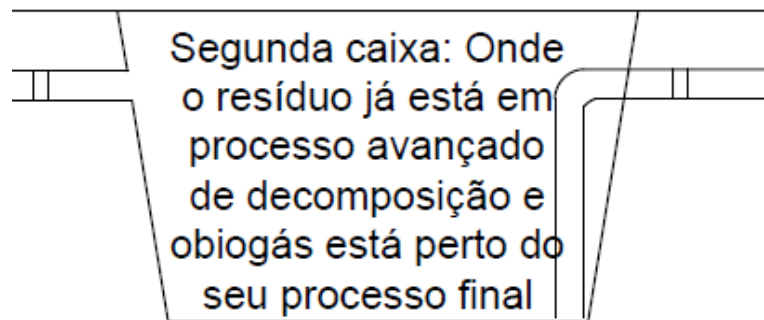 Segunda caixa: Onde
o resíduo já está em
processo avançado
de decomposição e
obiogás está perto do
seu processo final